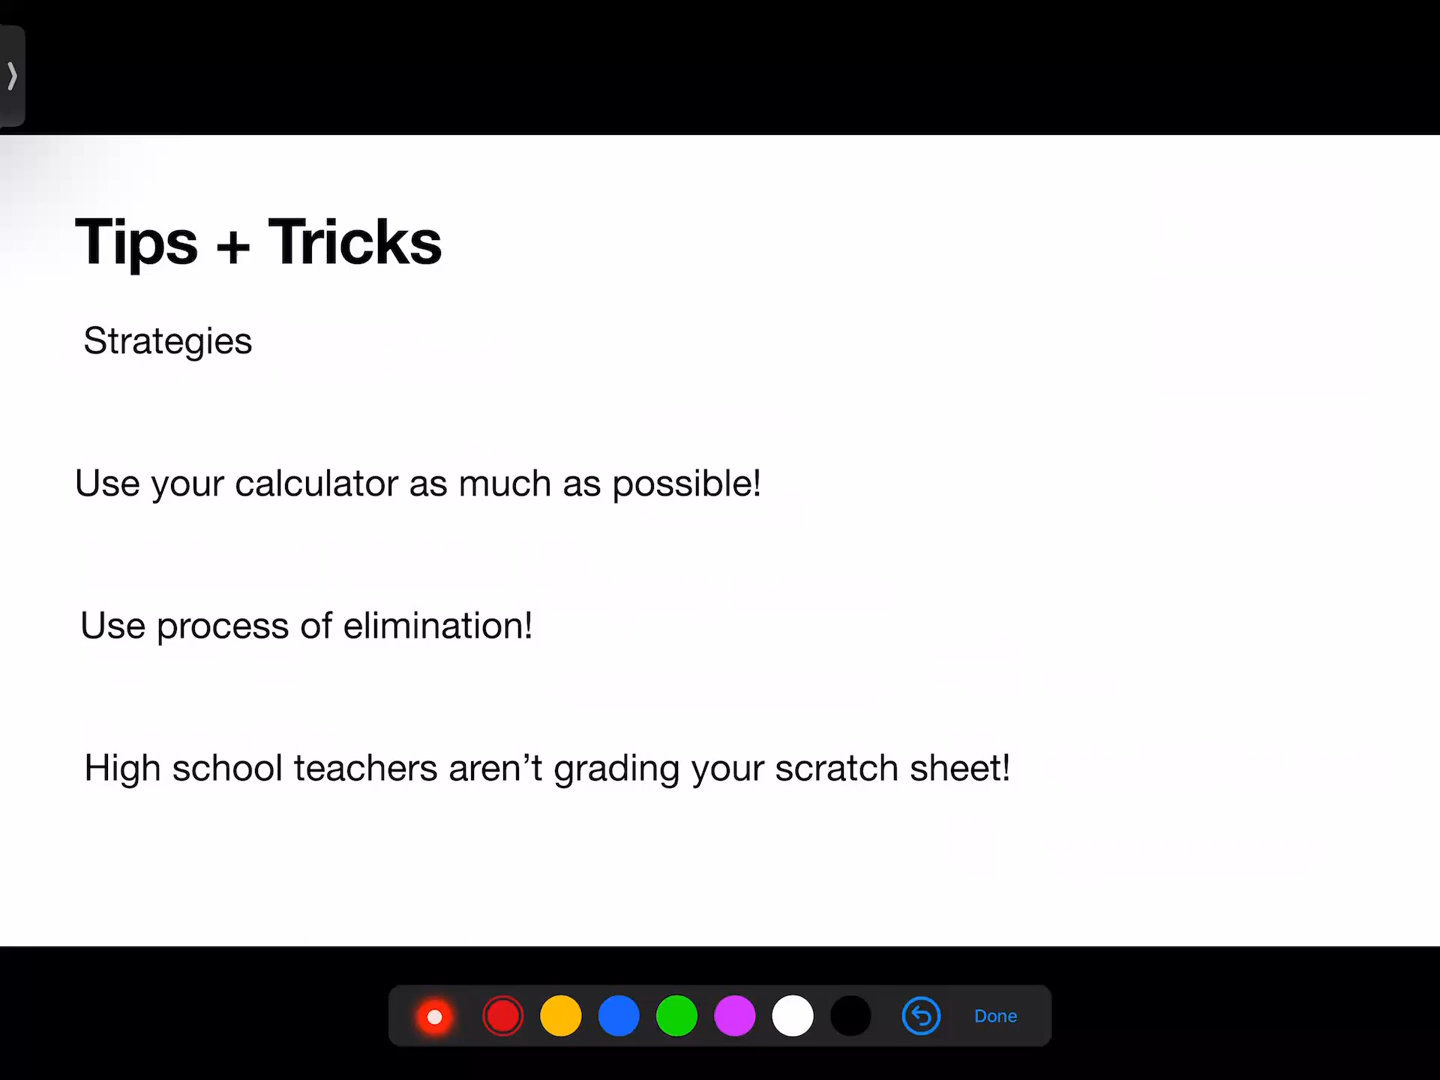 Tips + Tricks
Strategies
Use your calculator as much as possible!
Use process of elimination!
High school teachers aren’t grading your scratch sheet!
Done